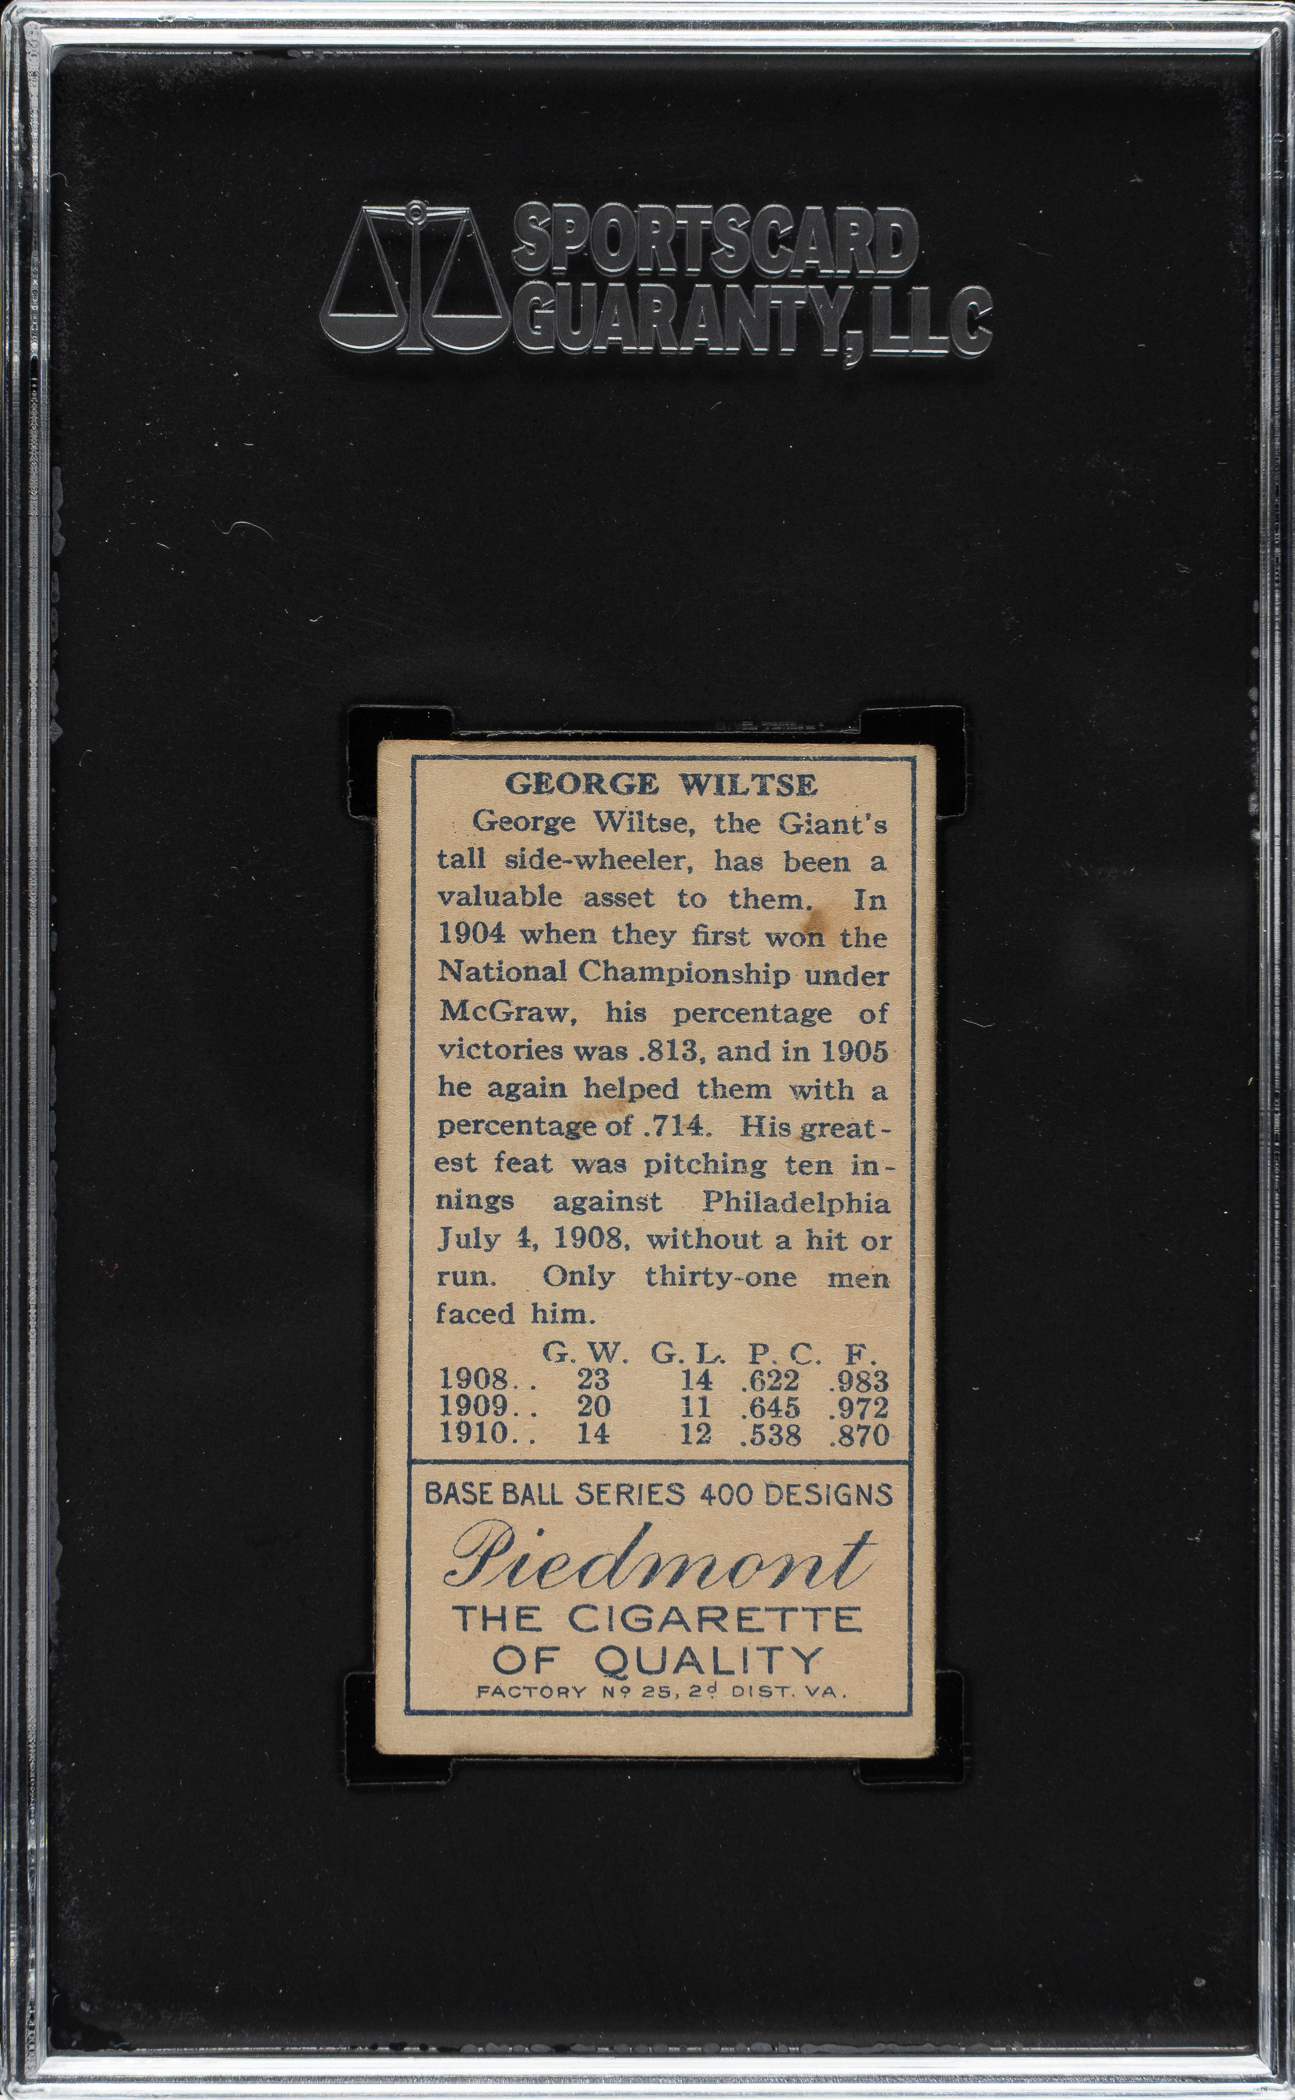 SPORTSCARD
GUARANTY, LLC
GEORGE WILTSE
George Wiltse, the Giant's
tall side-wheeler, has been a
valuable asset to them. In
1904 when they first won the
National Championship under
McGraw, his percentage of
victories was .813, and in 1905
he again helped them with a
percentage of .714. His great-
est feat was pitching ten in-
nings against Philadelphia
July 4, 1908, without a hit or
run. Only thirty-one men
faced him.
G. W. G. L. P. C. F.
1908.. 23 14 .622 .983
1909.. 20 11 .645 .972
1910.. 14 12 .538 .870
BASE BALL SERIES 400 DESIGNS
Piedmont
THE CIGARETTE
OF QUALITY
FACTORY Nº 25, 2d DIST. VA.